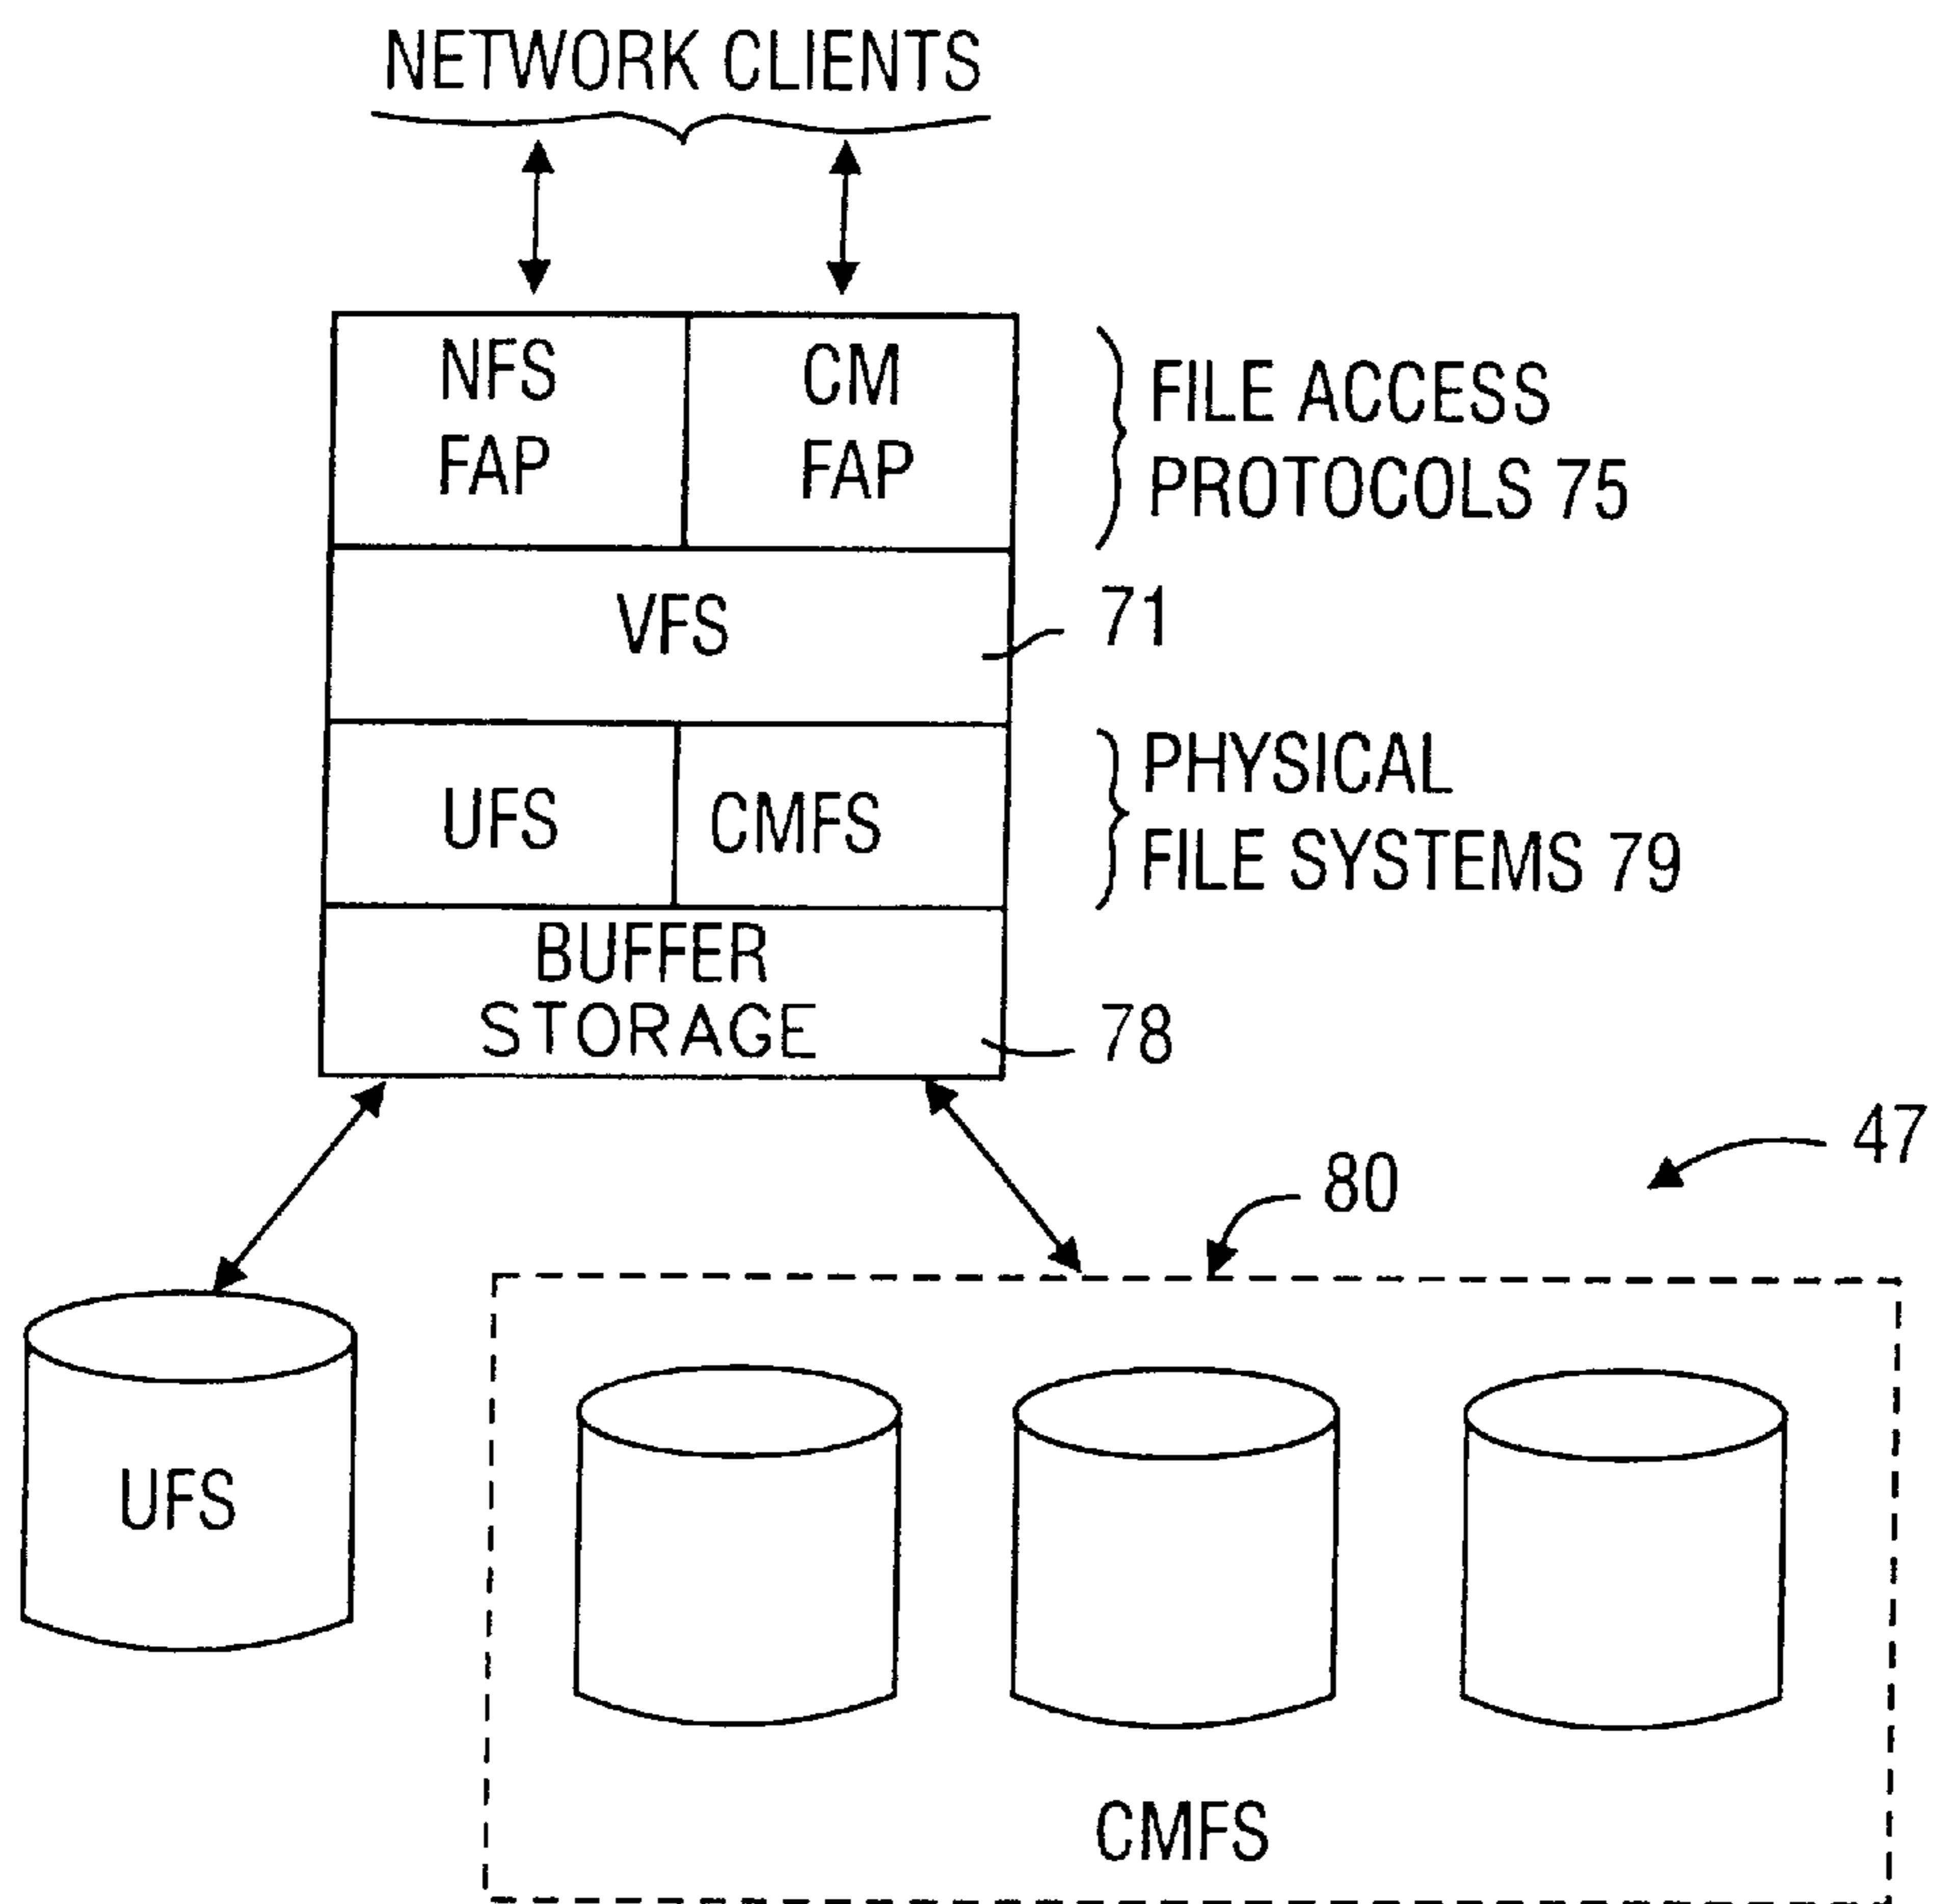 NETWORK CLIENTS
NFS
FAP
CM
FAP
FILE ACCESS
PROTOCOLS 75
VFS
71
UFS
CMFS
PHYSICAL
FILE SYSTEMS 79
BUFFER
STORAGE
78
47
80
UFS
CMFS